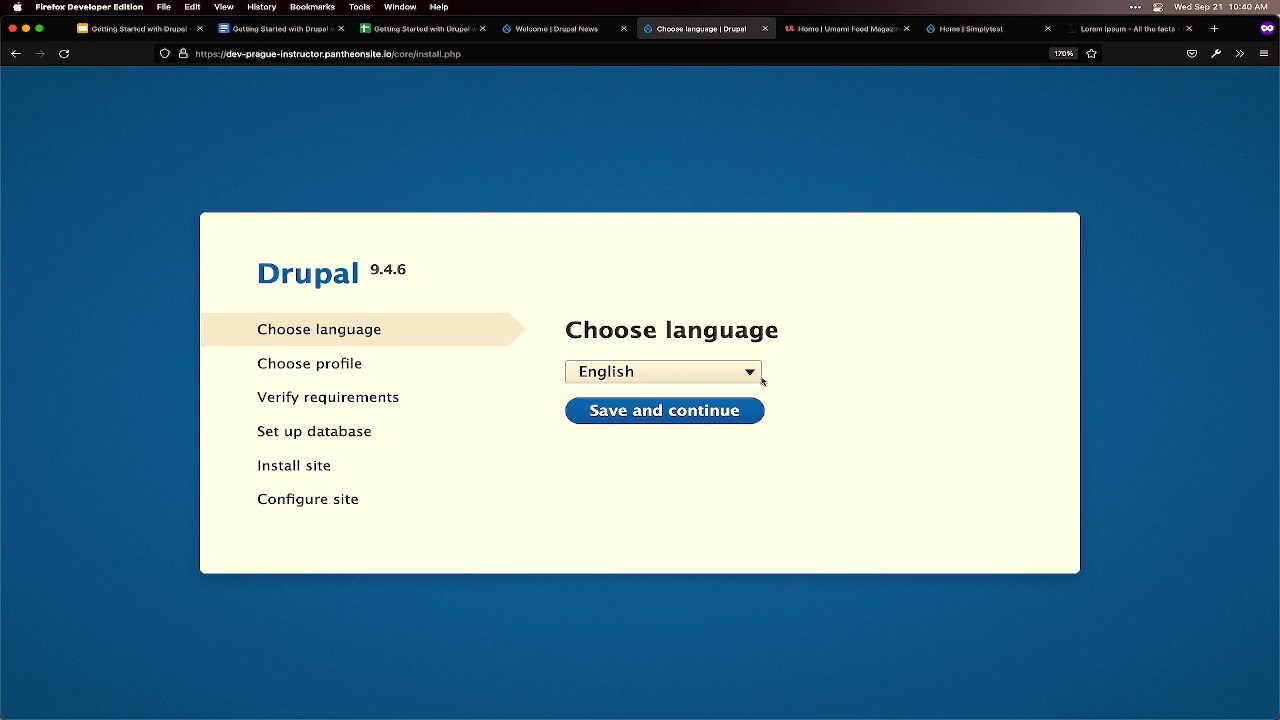 Firefox Developer Edition File Edit View History Bookmarks Tools Window Help Wed Sep 21 10:40 AM
Getting Started with Drupal - Getting Started with Drupal w Getting Started with Drupal w Welcome | Drupal News Choose language | Drupal Home | Umami Food Magazin Home | Simplytest Lorem Ipsum - All the facts -
https://dev-prague-instructor.pantheonsite.io/core/install.php 170%
Drupal 9.4.6
Choose language
Choose profile
Verify requirements
Set up database
Install site
Configure site
Choose language
English
Save and continue